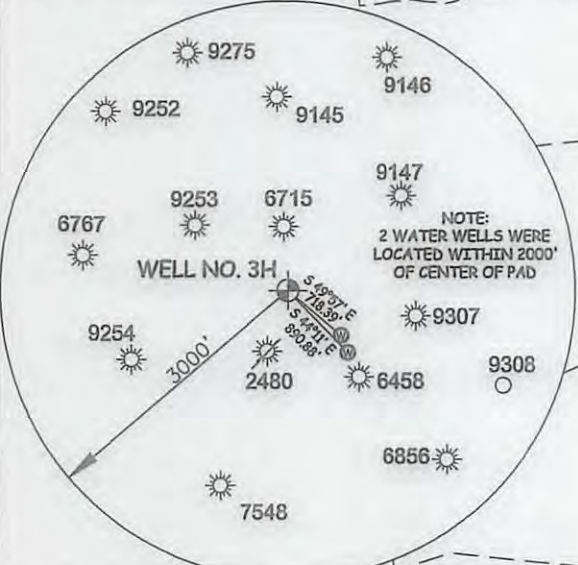 9275
9146
9252
9145
9147
9253
6715
6767
NOTE:
2 WATER WELLS WERE
LOCATED WITHIN 2000'
OF CENTER OF PAD
WELL NO. 3H
S 49°57' E
718.39'
S 44°11' E
890.88'
W
W
9307
9254
3000'
2480
6458
9308
6856
7548